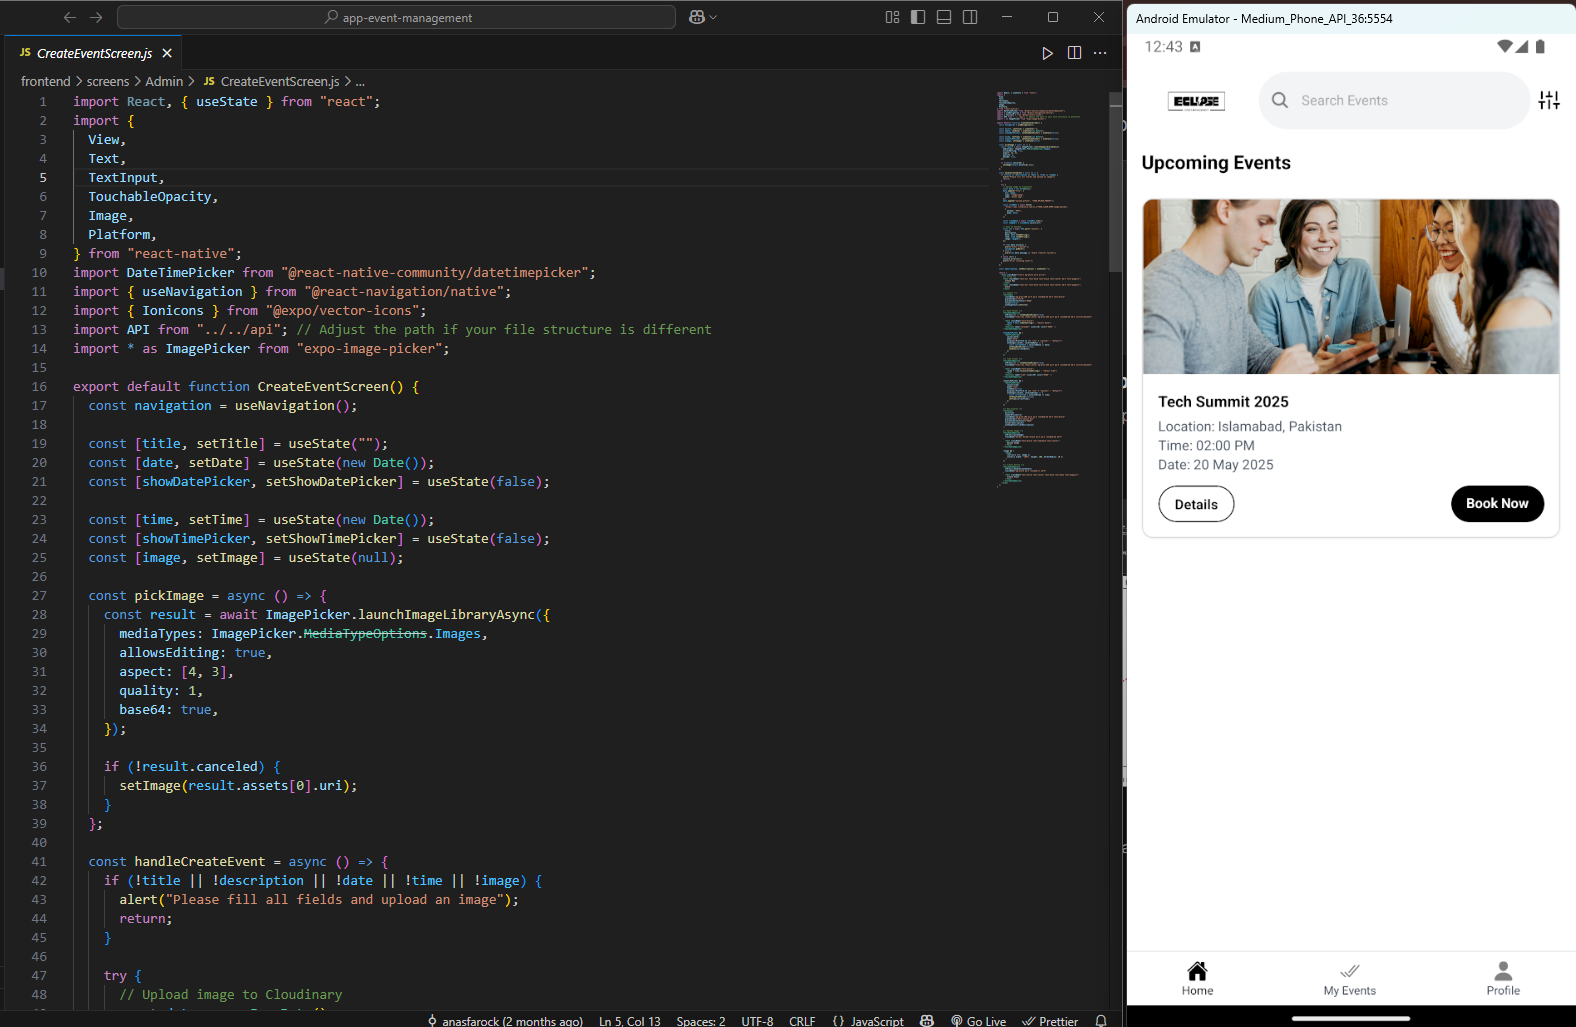 app-event-management
JS CreateEventScreen.js
frontend > screens > Admin > JS CreateEventScreen.js > ...
1 import React, { useState } from "react";
2 import {
3 View,
4 Text,
5 TextInput,
6 TouchableOpacity,
7 Image,
8 Platform,
9 } from "react-native";
10 import DateTimePicker from "@react-native-community/datetimepicker";
11 import { useNavigation } from "@react-navigation/native";
12 import { Ionicons } from "@expo/vector-icons";
13 import API from "../../api"; // Adjust the path if your file structure is different
14 import * as ImagePicker from "expo-image-picker";
15
16 export default function CreateEventScreen() {
17 const navigation = useNavigation();
18
19 const [title, setTitle] = useState("");
20 const [date, setDate] = useState(new Date());
21 const [showDatePicker, setShowDatePicker] = useState(false);
22
23 const [time, setTime] = useState(new Date());
24 const [showTimePicker, setShowTimePicker] = useState(false);
25 const [image, setImage] = useState(null);
26
27 const pickImage = async () => {
28 const result = await ImagePicker.launchImageLibraryAsync({
29 mediaTypes: ImagePicker.MediaTypeOptions.Images,
30 allowsEditing: true,
31 aspect: [4, 3],
32 quality: 1,
33 base64: true,
34 });
35
36 if (!result.canceled) {
37 setImage(result.assets[0].uri);
38 }
39 };
40
41 const handleCreateEvent = async () => {
42 if (!title || !description || !date || !time || !image) {
43 alert("Please fill all fields and upload an image");
44 return;
45 }
46
47 try {
48 // Upload image to Cloudinary
anasfarock (2 months ago) Ln 5, Col 13 Spaces: 2 UTF-8 CRLF {} JavaScript Go Live Prettier
Android Emulator - Medium_Phone_API_36:5554
12:43 A
ECLIPSE
Search Events
Upcoming Events
Tech Summit 2025
Location: Islamabad, Pakistan
Time: 02:00 PM
Date: 20 May 2025
Details
Book Now
Home
My Events
Profile